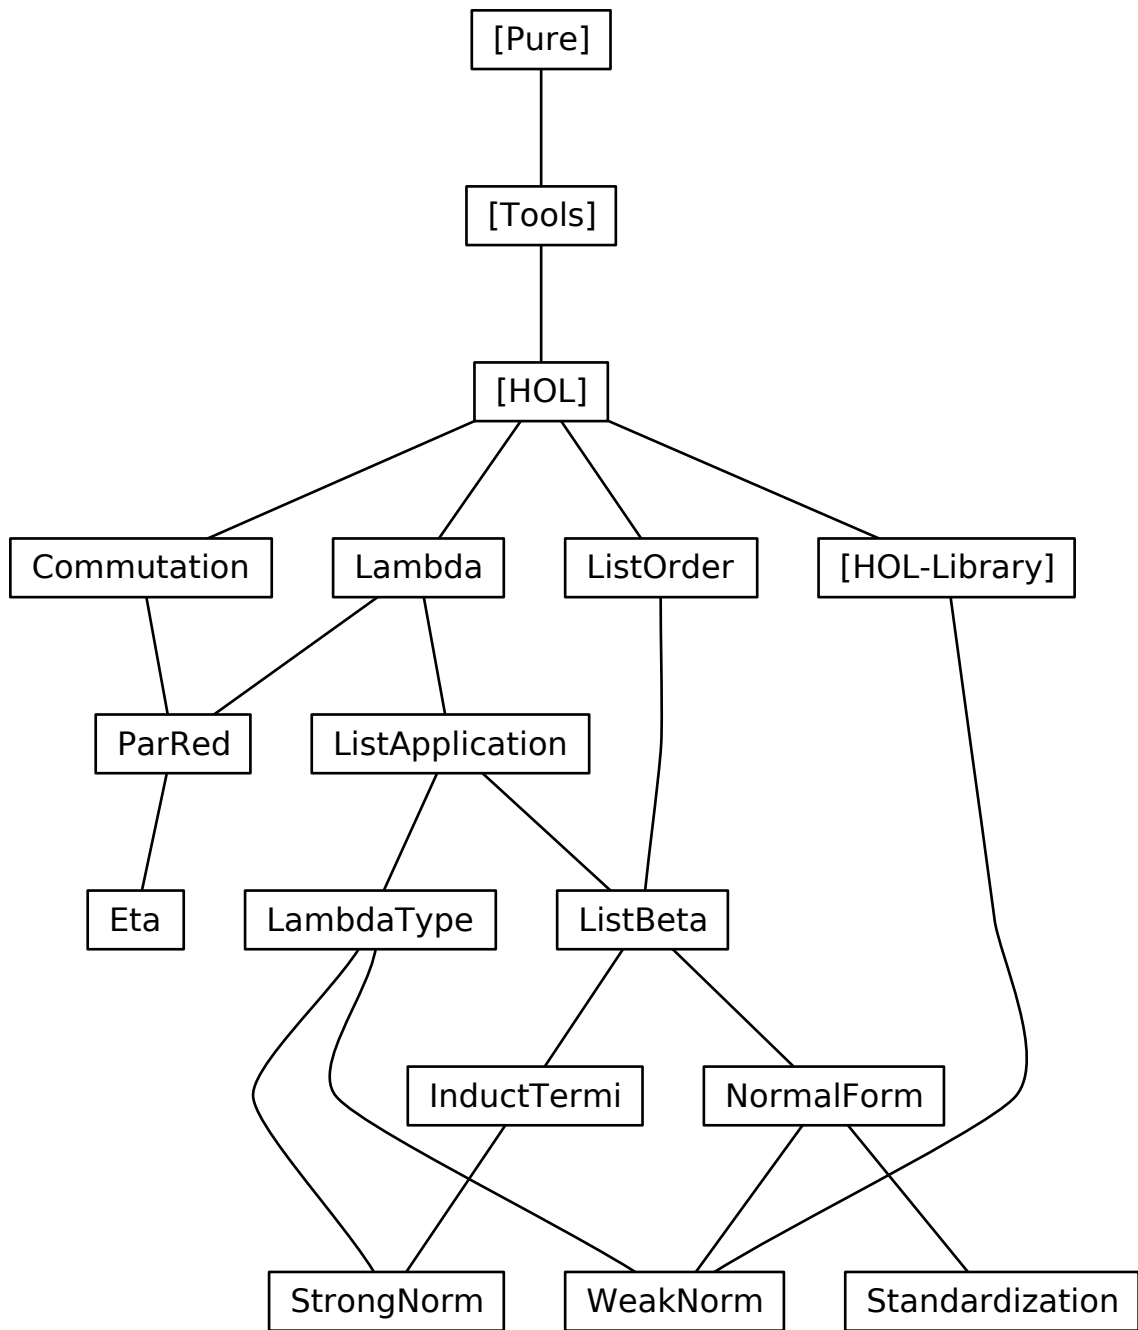 [Pure]
[Tools]
[HOL]
Commutation
Lambda
ListOrder
[HOL-Library]
ParRed
ListApplication
Eta
LambdaType
ListBeta
InductTermi
NormalForm
StrongNorm
WeakNorm
Standardization